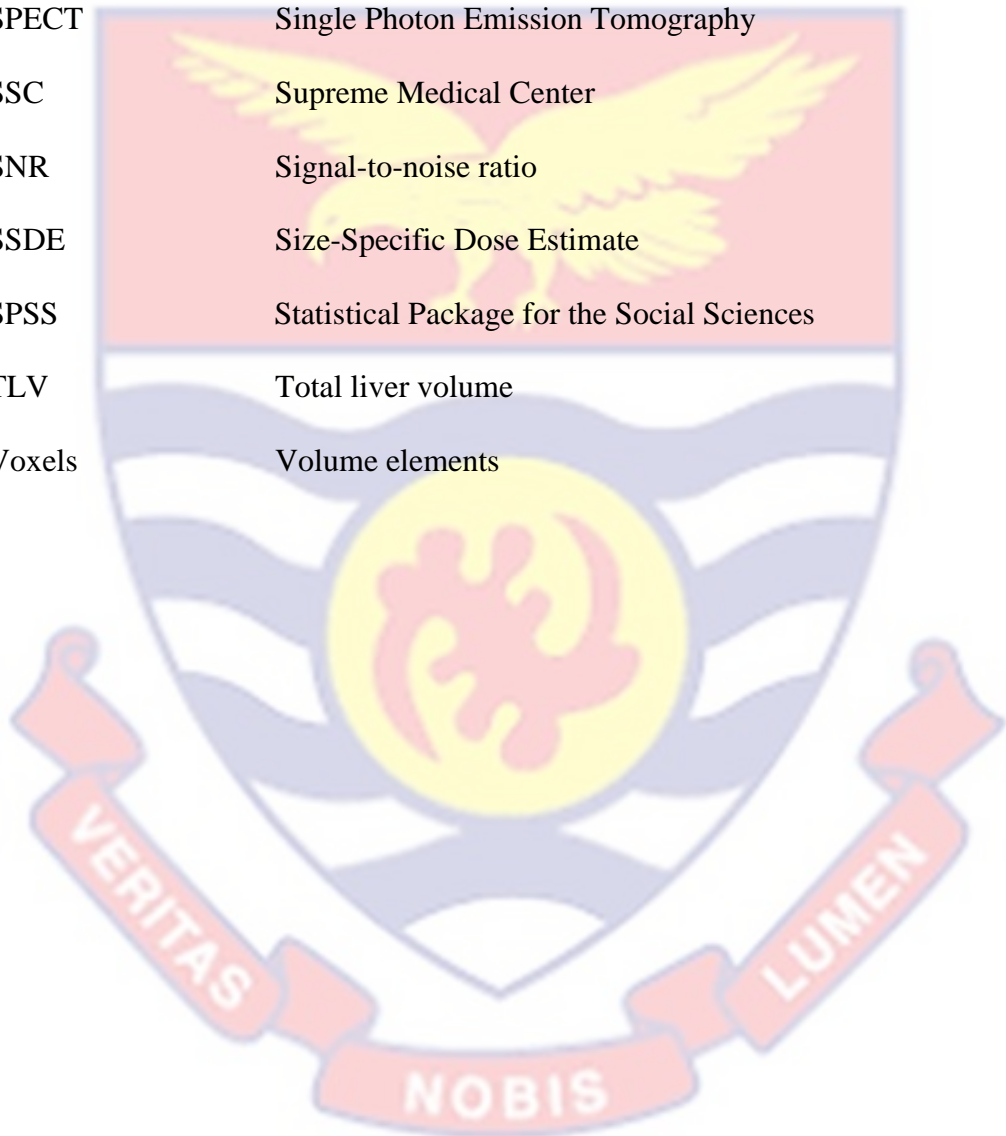 SPECT Single Photon Emission Tomography
SSC Supreme Medical Center
SNR Signal-to-noise ratio
SSDE Size-Specific Dose Estimate
SPSS Statistical Package for the Social Sciences
TLV Total liver volume
Voxels Volume elements
VERITAS
NOBIS
LUMEN